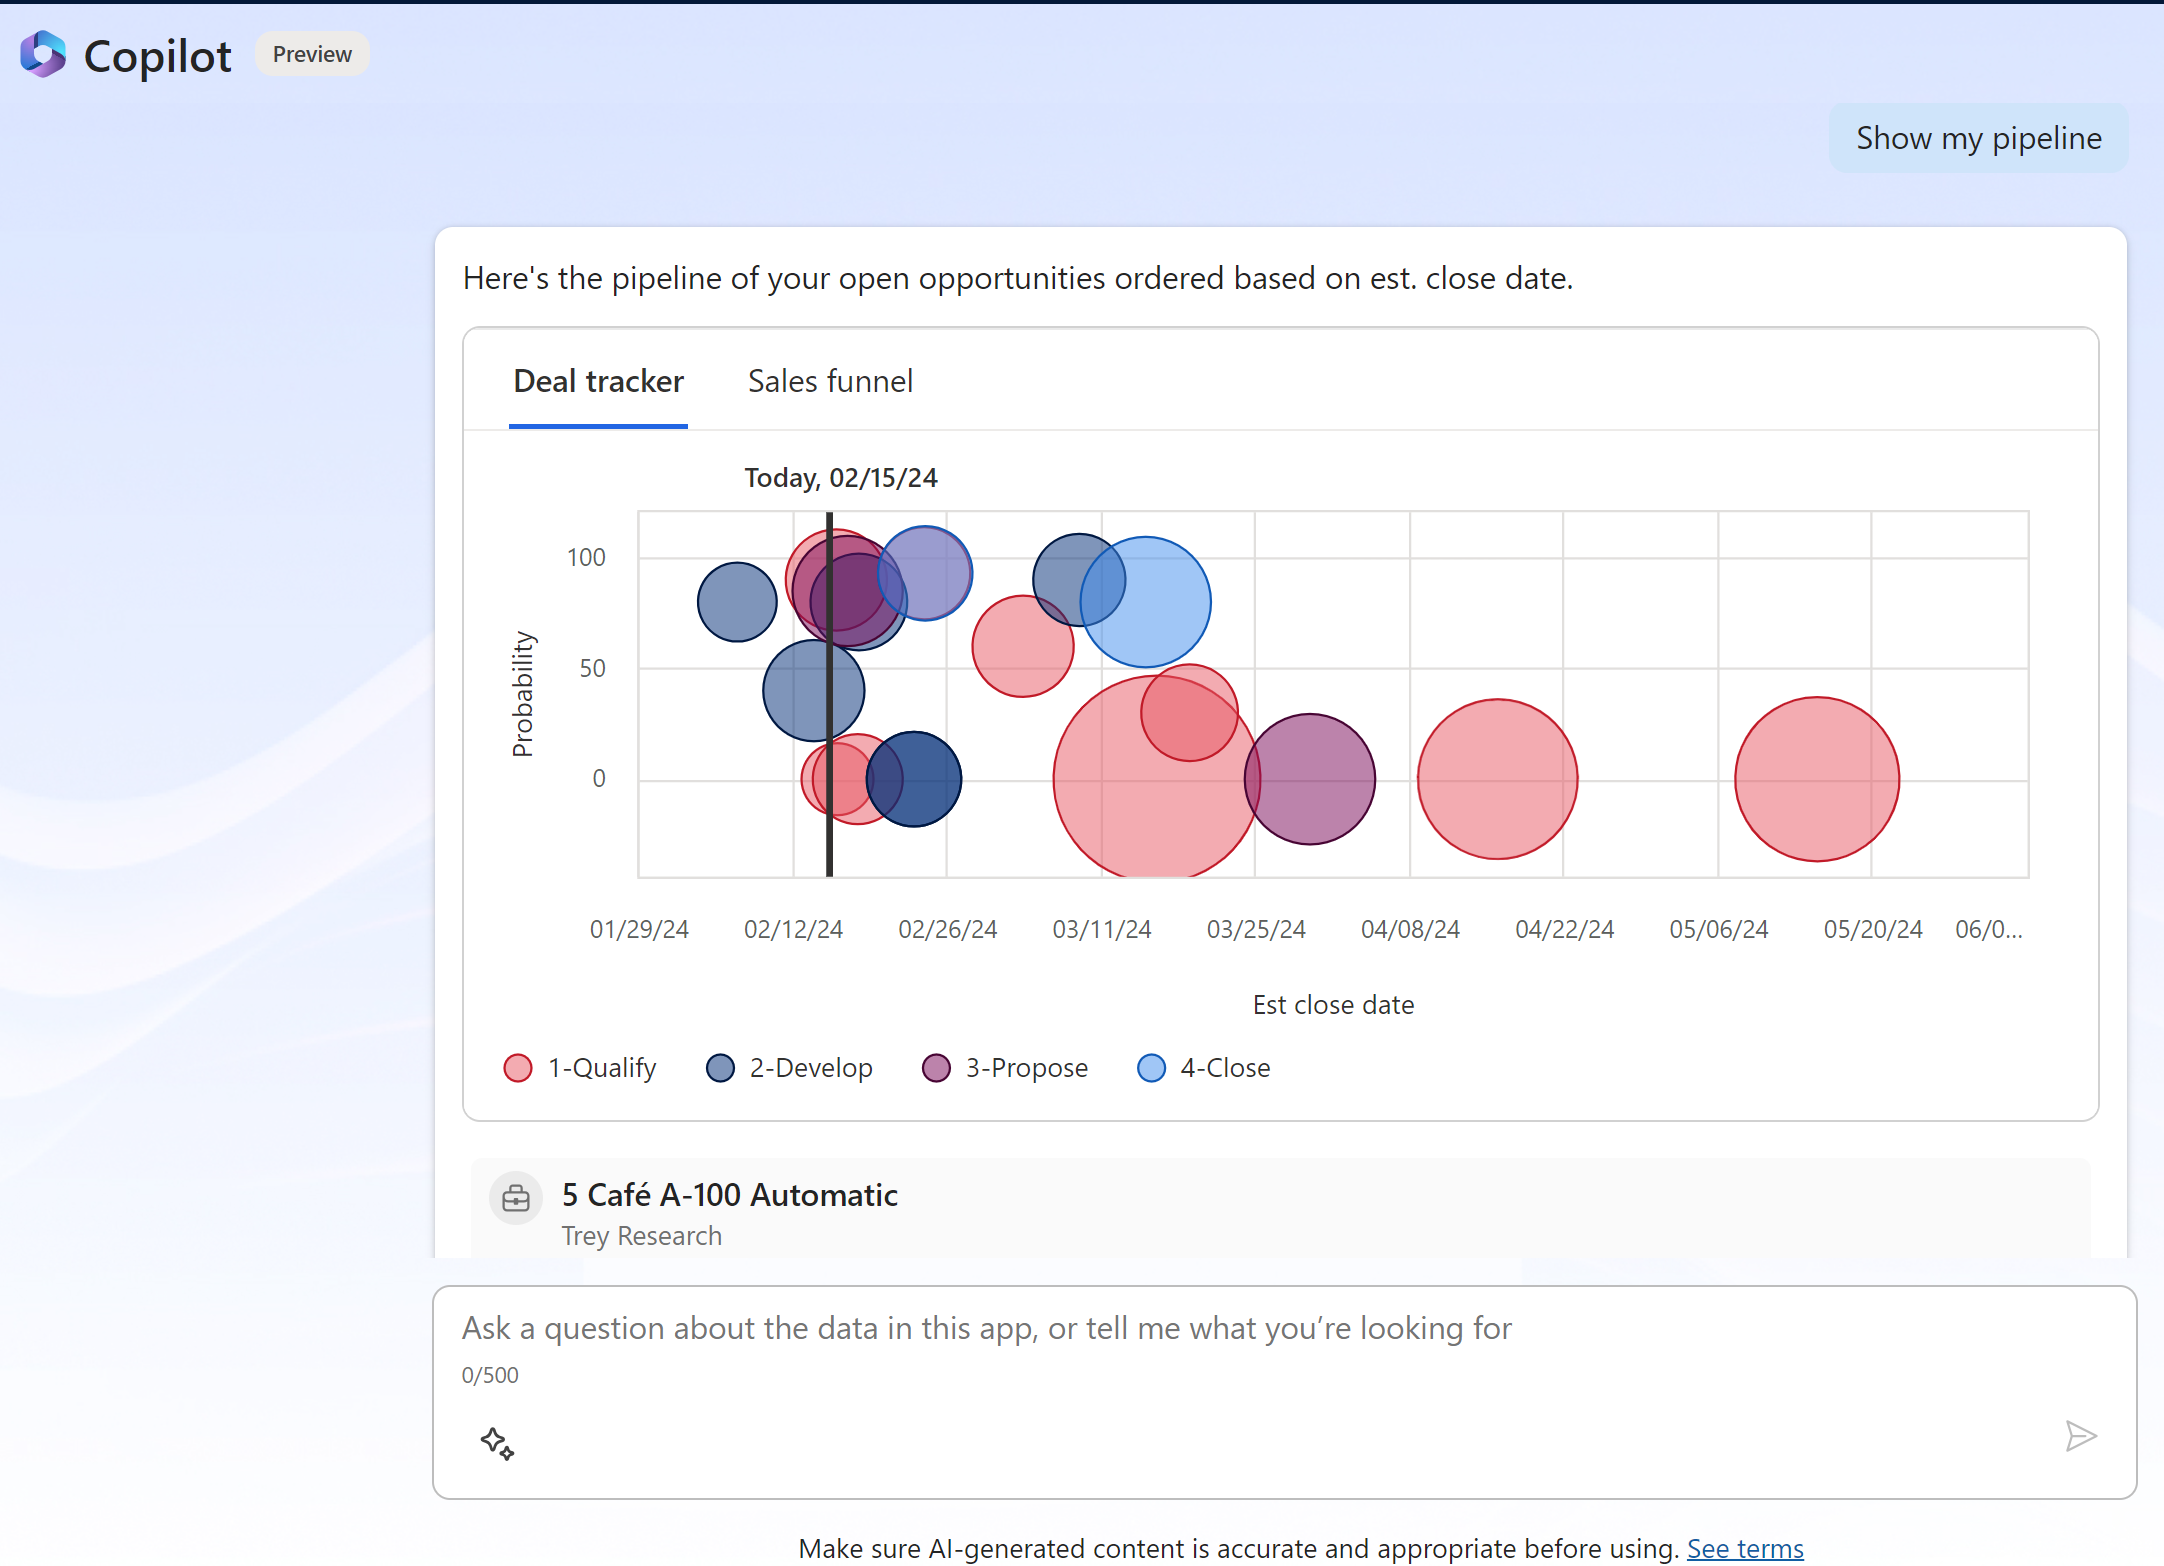 Copilot Preview
Show my pipeline
Here's the pipeline of your open opportunities ordered based on est. close date.
Deal tracker Sales funnel
Today, 02/15/24
100
50
0
Probability
01/29/24 02/12/24 02/26/24 03/11/24 03/25/24 04/08/24 04/22/24 05/06/24 05/20/24 06/0...
Est close date
1-Qualify 2-Develop 3-Propose 4-Close
5 Café A-100 Automatic
Trey Research
Ask a question about the data in this app, or tell me what you’re looking for
0/500
Make sure AI-generated content is accurate and appropriate before using. See terms